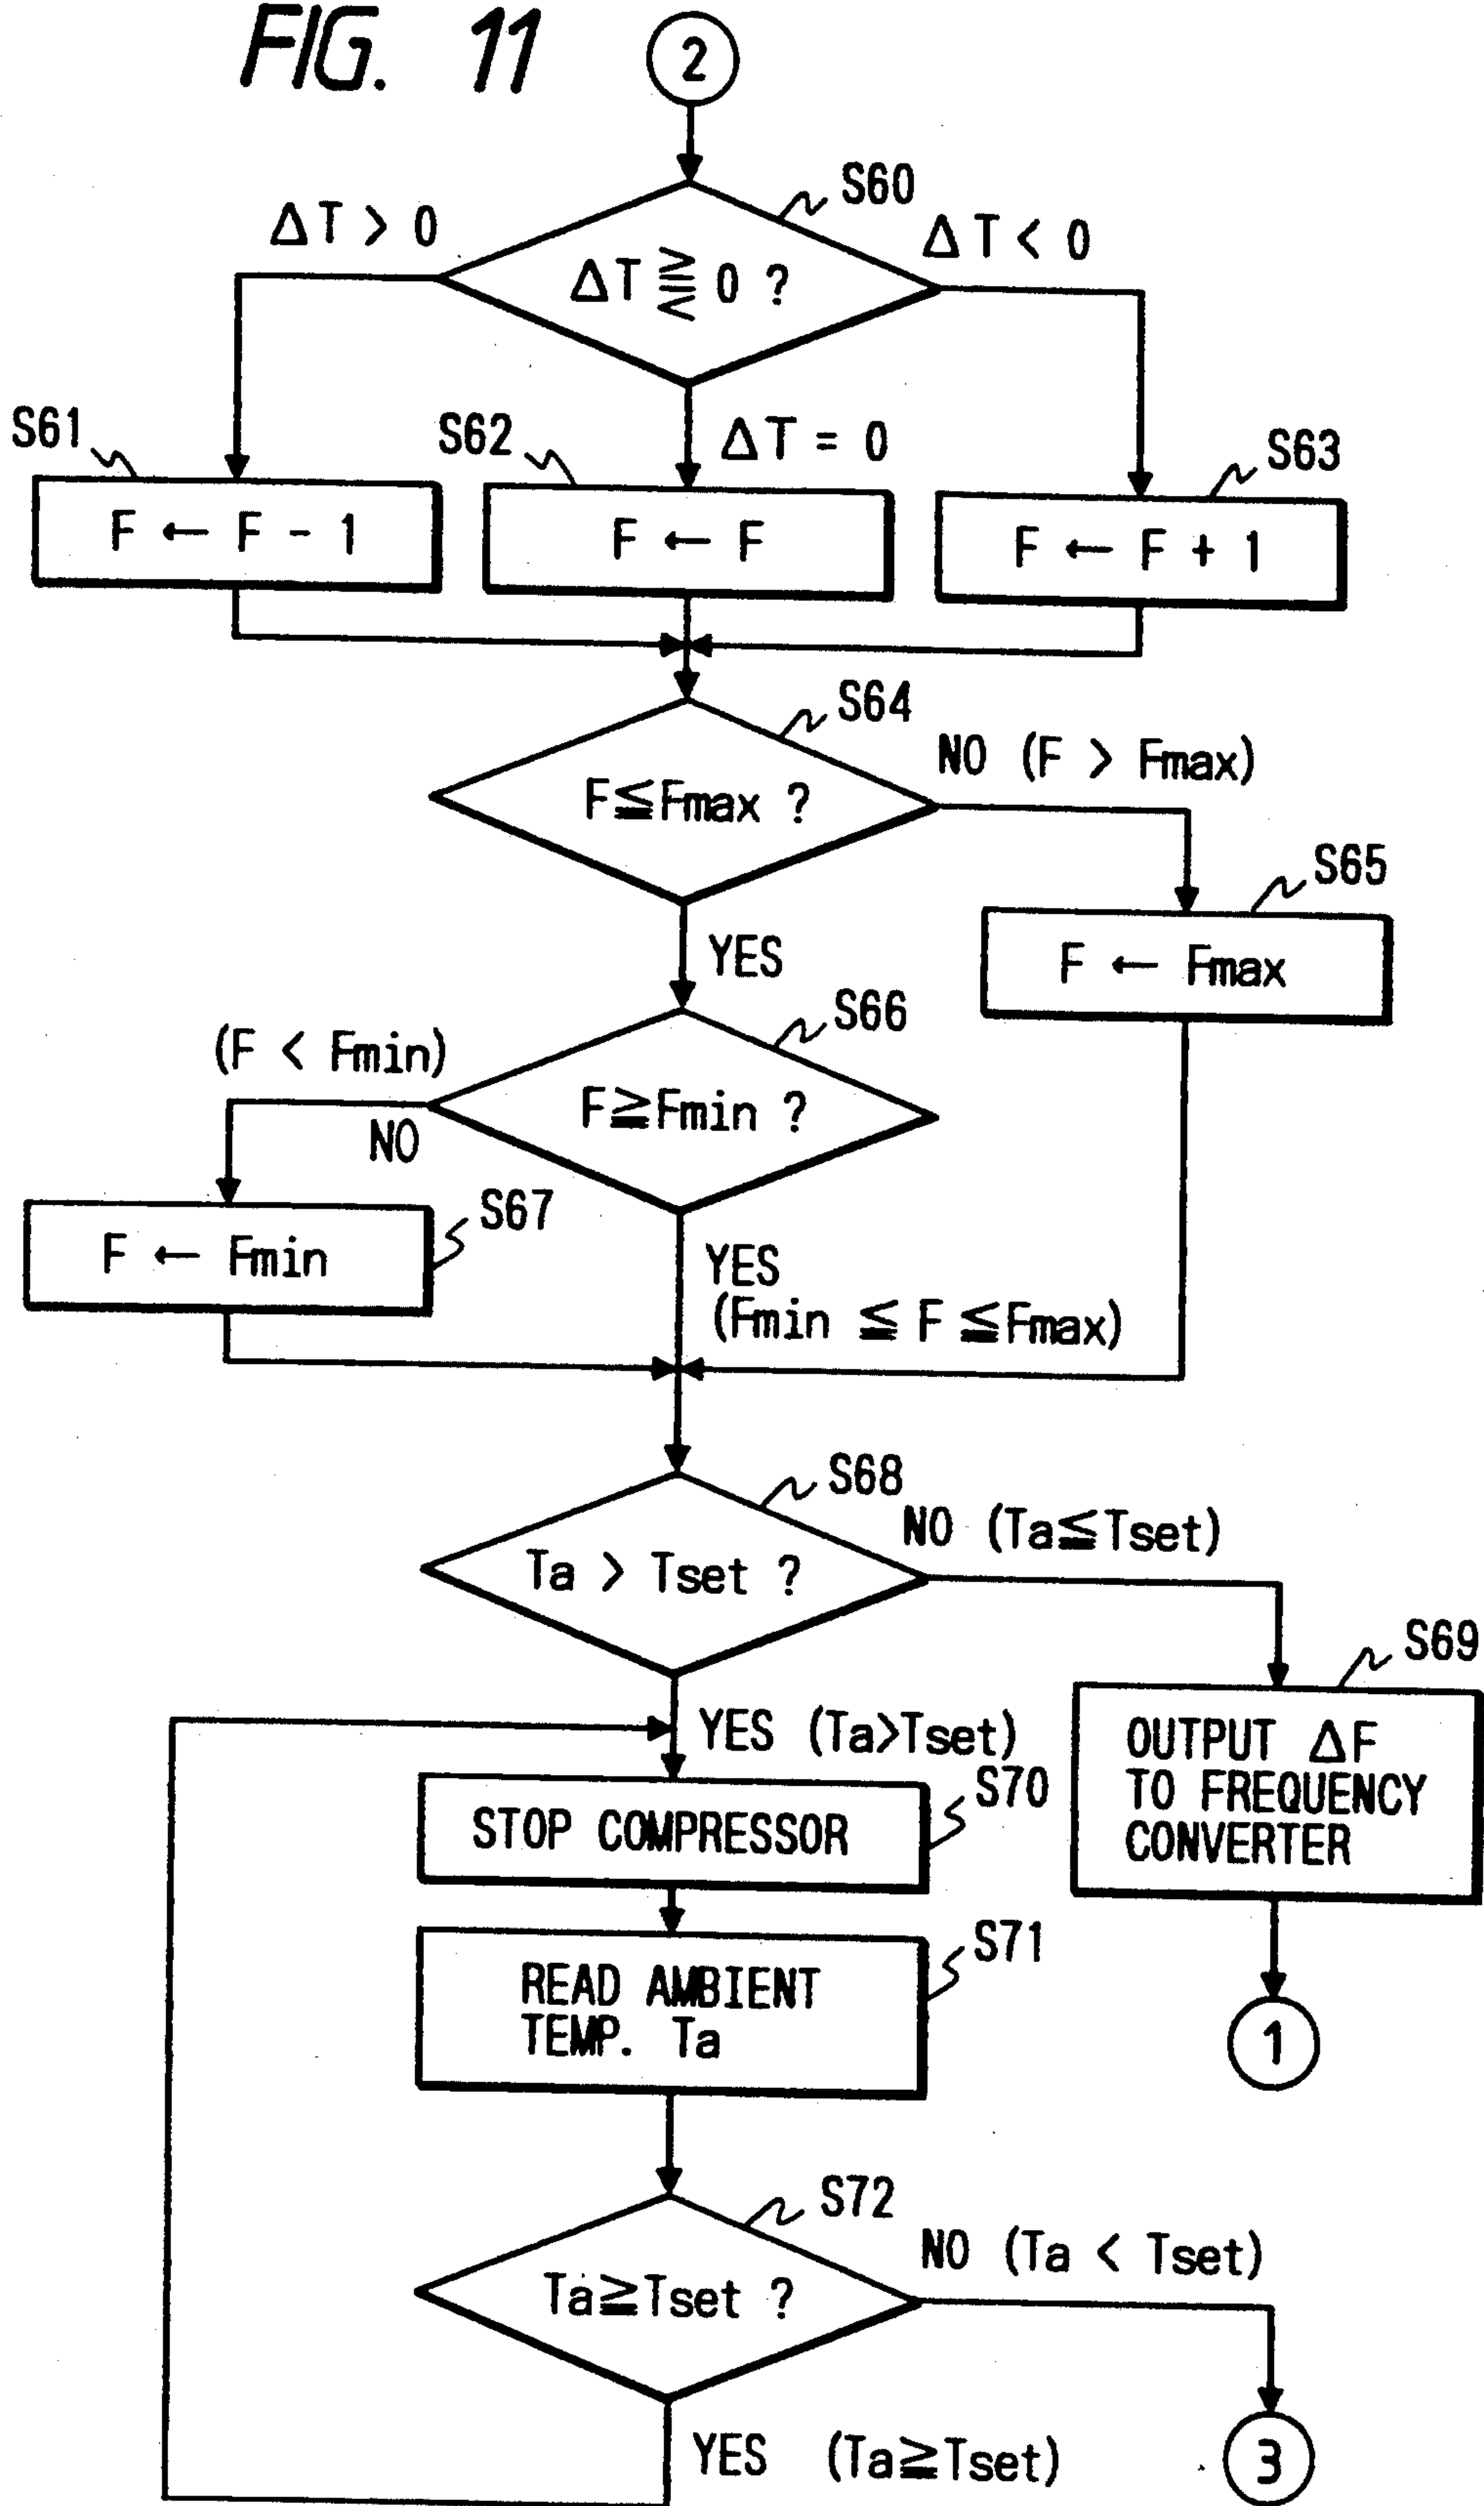 FIG. 11
2
S60
ΔT > 0
ΔT < 0
ΔT ⪌ 0 ?
S61
S62
ΔT = 0
S63
F ← F - 1
F ← F
F ← F + 1
S64
NO (F > Fmax)
F≦Fmax ?
S65
YES
F ← Fmax
S66
(F < Fmin)
F≧Fmin ?
NO
S67
F ← Fmin
YES
(Fmin ≦ F ≦Fmax)
S68
NO (Ta≦Tset)
Ta > Tset ?
S69
YES (Ta>Tset)
OUTPUT ΔF
TO FREQUENCY
CONVERTER
S70
STOP COMPRESSOR
S71
READ AMBIENT
TEMP. Ta
1
S72
NO (Ta < Tset)
Ta≧Tset ?
YES (Ta≧Tset)
3